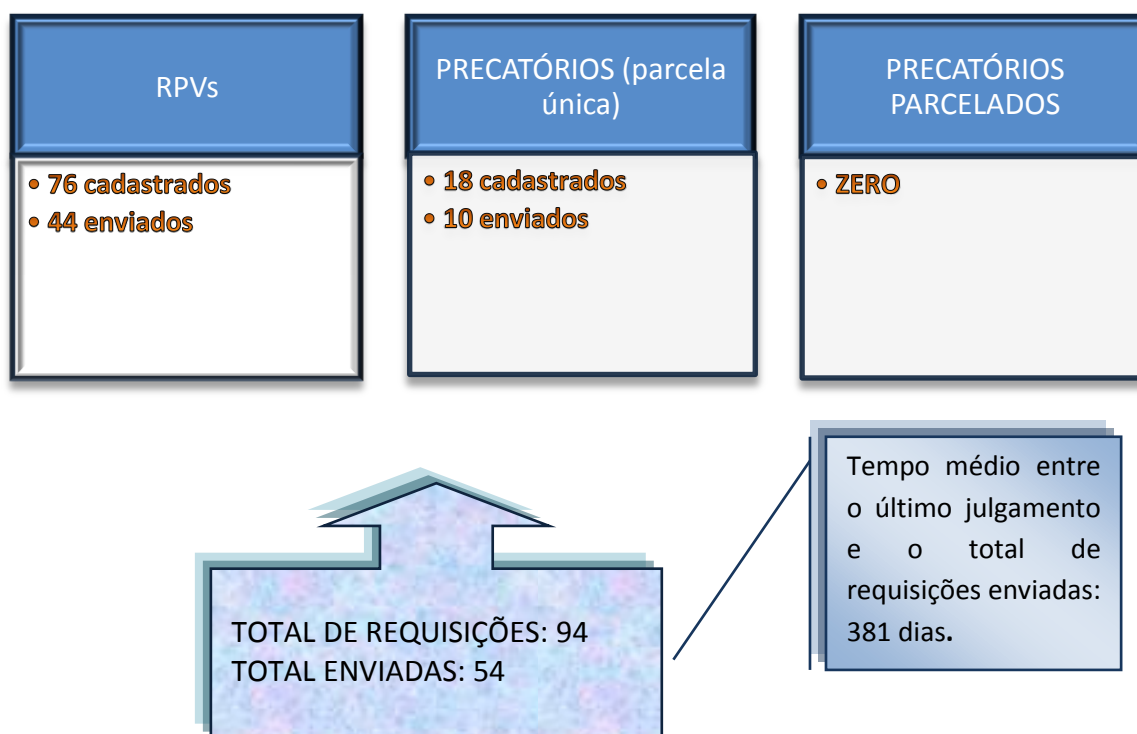 RPVs
• 76 cadastrados
• 44 enviados
PRECATÓRIOS (parcela
única)
• 18 cadastrados
• 10 enviados
PRECATÓRIOS
PARCELADOS
• ZERO
TOTAL DE REQUISIÇÕES: 94
TOTAL ENVIADAS: 54
Tempo médio entre
o último julgamento
e o total de
requisições enviadas:
381 dias.